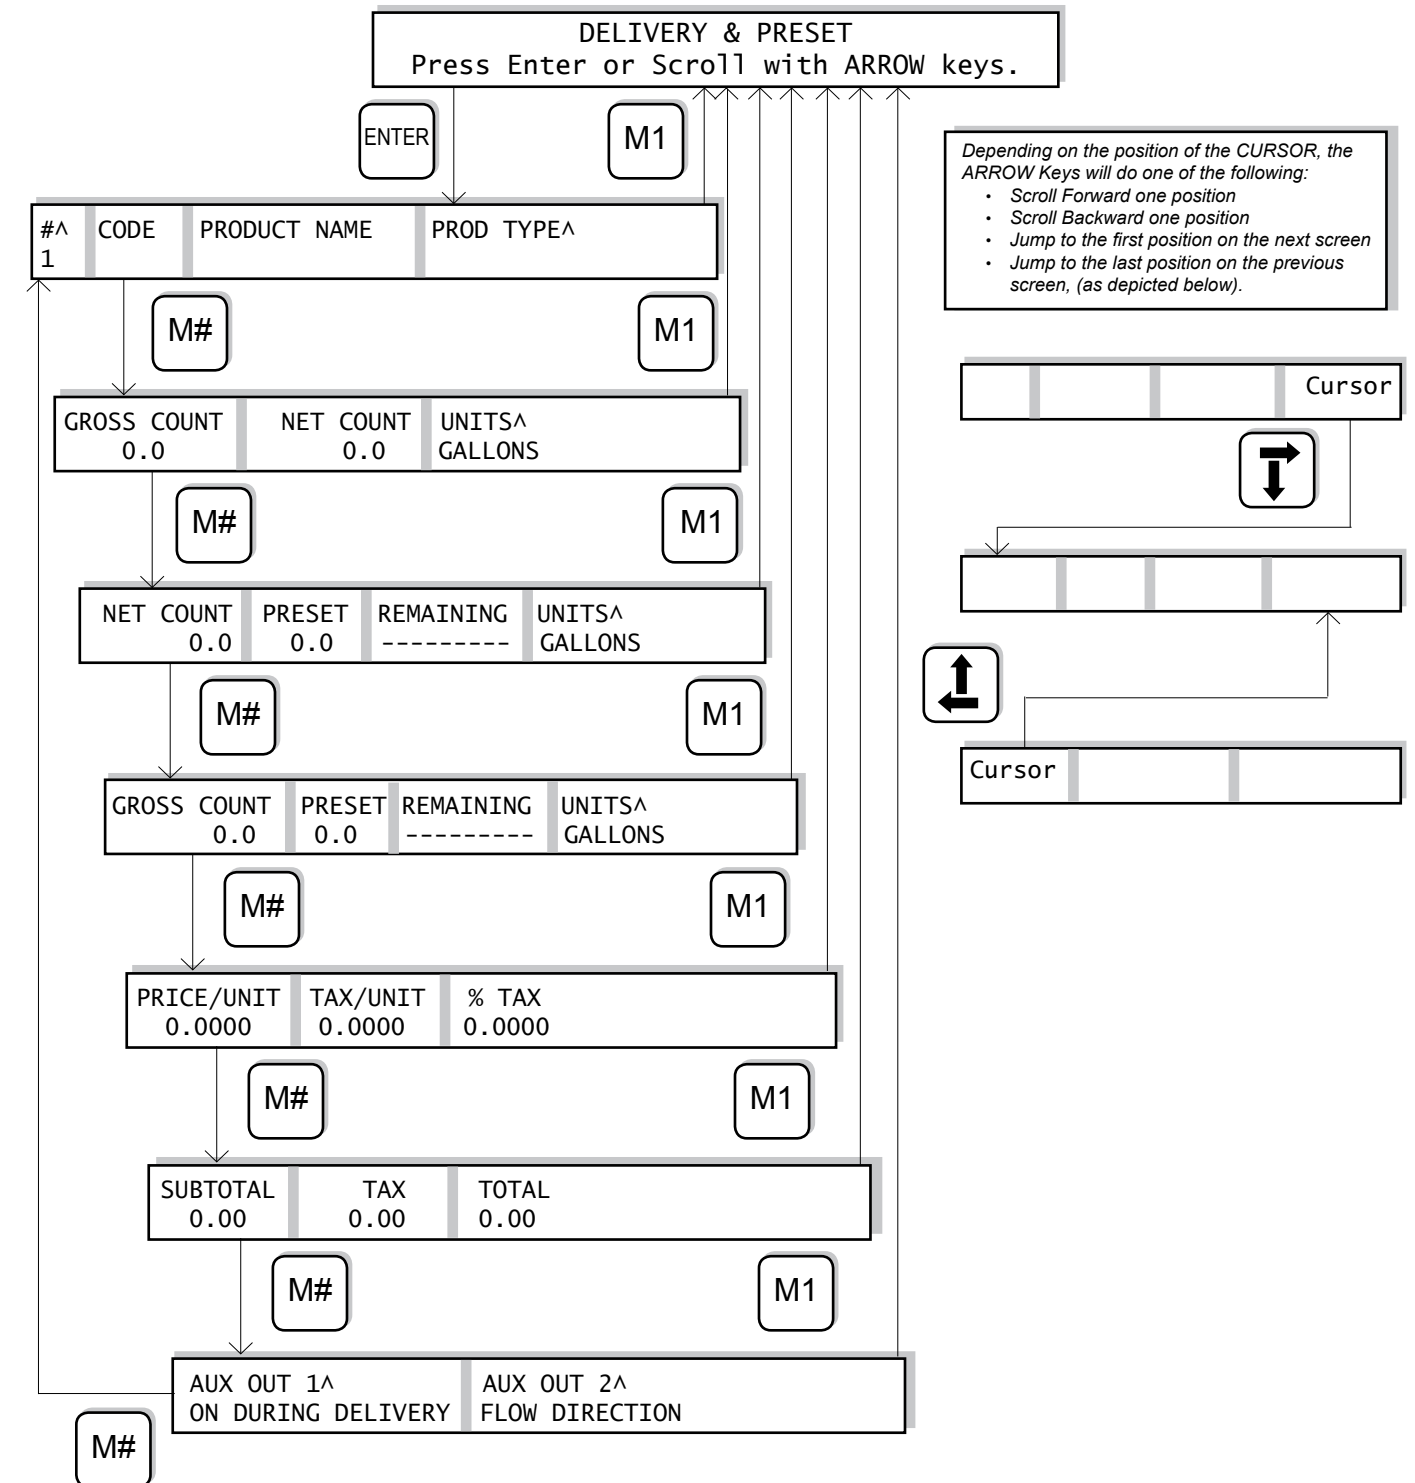 DELIVERY & PRESET
Press Enter or Scroll with ARROW keys.
ENTER
M1
Depending on the position of the CURSOR, the
ARROW Keys will do one of the following:
• Scroll Forward one position
• Scroll Backward one position
• Jump to the first position on the next screen
• Jump to the last position on the previous
screen, (as depicted below).
#^ CODE PRODUCT NAME PROD TYPE^
1
M#
M1
Cursor
GROSS COUNT NET COUNT UNITS^
0.0 0.0 GALLONS
M#
M1
NET COUNT PRESET REMAINING UNITS^
0.0 0.0 --------- GALLONS
M#
M1
Cursor
GROSS COUNT PRESET REMAINING UNITS^
0.0 0.0 --------- GALLONS
M#
M1
PRICE/UNIT TAX/UNIT % TAX
0.0000 0.0000 0.0000
M#
M1
SUBTOTAL TAX TOTAL
0.00 0.00 0.00
M#
M1
AUX OUT 1^ AUX OUT 2^
ON DURING DELIVERY FLOW DIRECTION
M#